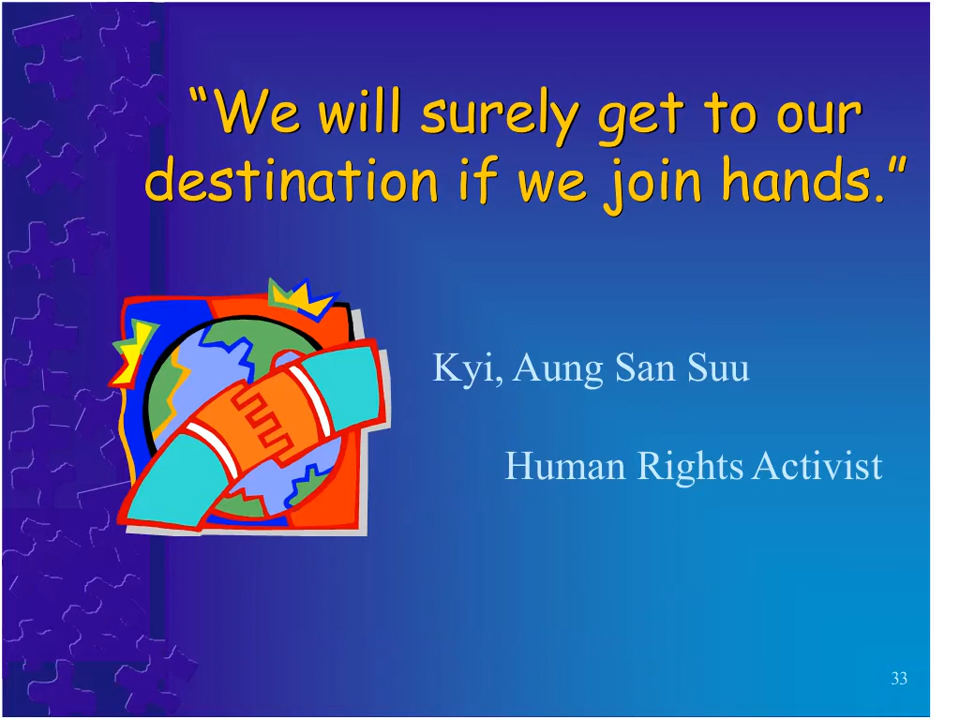 “We will surely get to our
destination if we join hands.”
Kyi, Aung San Suu
Human Rights Activist
33